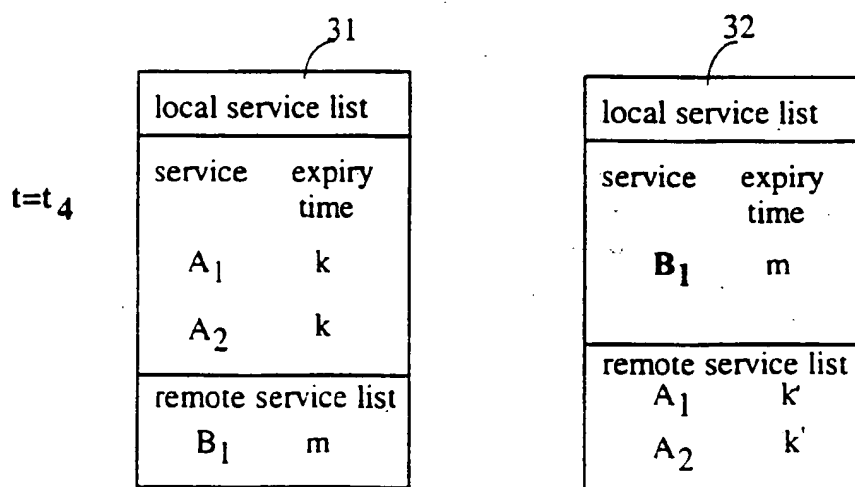 31
local service list
service expiry
time
t=t4
A1 k
A2 k
remote service list
B1 m
32
local service list
service expiry
time
B1 m
remote service list
A1 k'
A2 k'